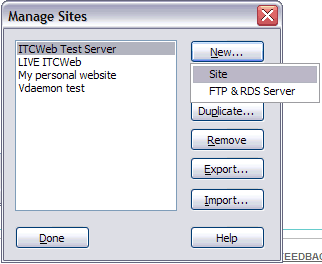 Manage Sites
ITCWeb Test Server
LIVE ITCWeb
My personal website
Vdaemon test
New...
Site
FTP & RDS Server
Duplicate...
Remove
Export...
Import...
Done
Help